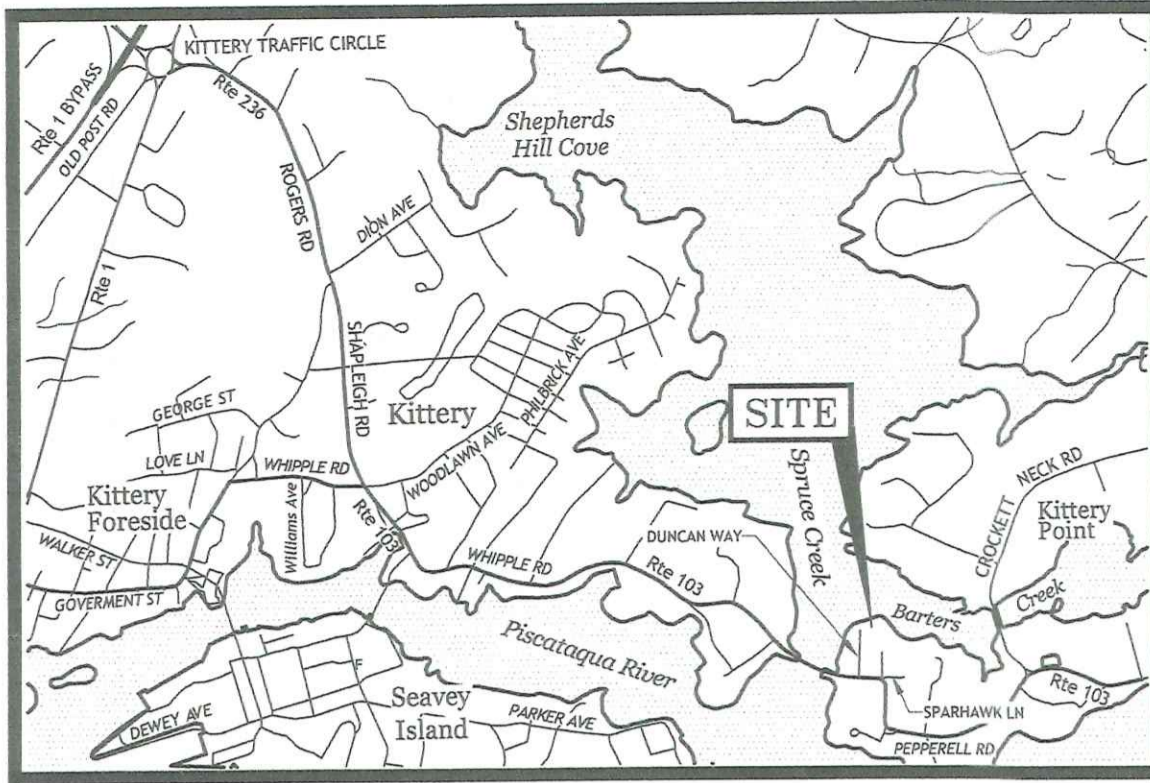 KITTERY TRAFFIC CIRCLE
Rte 1 BYPASS
OLD POST RD
Rte 236
Shepherds
Hill Cove
ROGERS RD
DION AVE
Rte 1
SHAPLEIGH RD
PHILBRICK AVE
Kittery
SITE
GEORGE ST
WOODLAWN AVE
LOVE LN
WHIPPLE RD
Spruce Creek
CROCKETT NECK RD
Kittery
Foreside
Williams Ave
Rte 103
Kittery
Point
DUNCAN WAY
WALKER ST
WHIPPLE RD
Rte 103
GOVERMENT ST
Barters Creek
Piscataqua River
Seavey
Island
Rte 103
DEWEY AVE
PARKER AVE
SPARHAWK LN
PEPPERELL RD